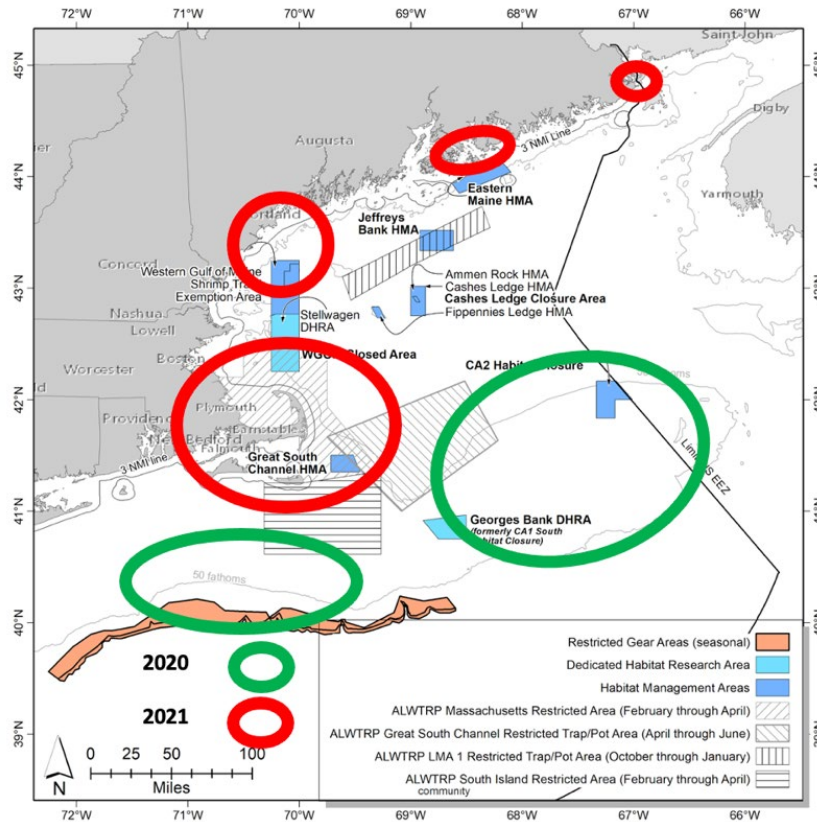 72°W 71°W 70°W 69°W 68°W 67°W 66°W
Saint John
45°N
Digby
Augusta
3 NMI Line
44°N 44°N
Eastern
Maine HMA
Yarmouth
Jeffreys
Bank HMA
Concord
Western Gulf of Maine
Shrimp
Exemption Area
Ammen Rock HMA
Cashes Ledge HMA
Cashes Ledge Closure Area
Fippennies Ledge HMA
43°N
Nashua
Lowell
Stellwagen
DHRA
Boston
Closed Area
CA2 Habitat Closure
Worcester
42°N 42°N
Plymouth
Barnstable
New Bedford
Falmouth
3 NMI line
Great South
Channel HMA
EEZ
41°N
Georges Bank DHRA
(formerly CA1 South
Closure)
50 fathoms
40°N 40°N
2020
2021
39°N
Restricted Gear Areas (seasonal)
Dedicated Habitat Research Area
Habitat Management Areas
ALWTRP Massachusetts Restricted Area (February through April)
ALWTRP Great South Channel Restricted Trap/Pot Area (April through June)
ALWTRP LMA 1 Restricted Trap/Pot Area (October through January)
ALWTRP South Island Restricted Area (February through April)
community
0 25 50 100
Miles
N
72°W 71°W 70°W 69°W 68°W 67°W 66°W